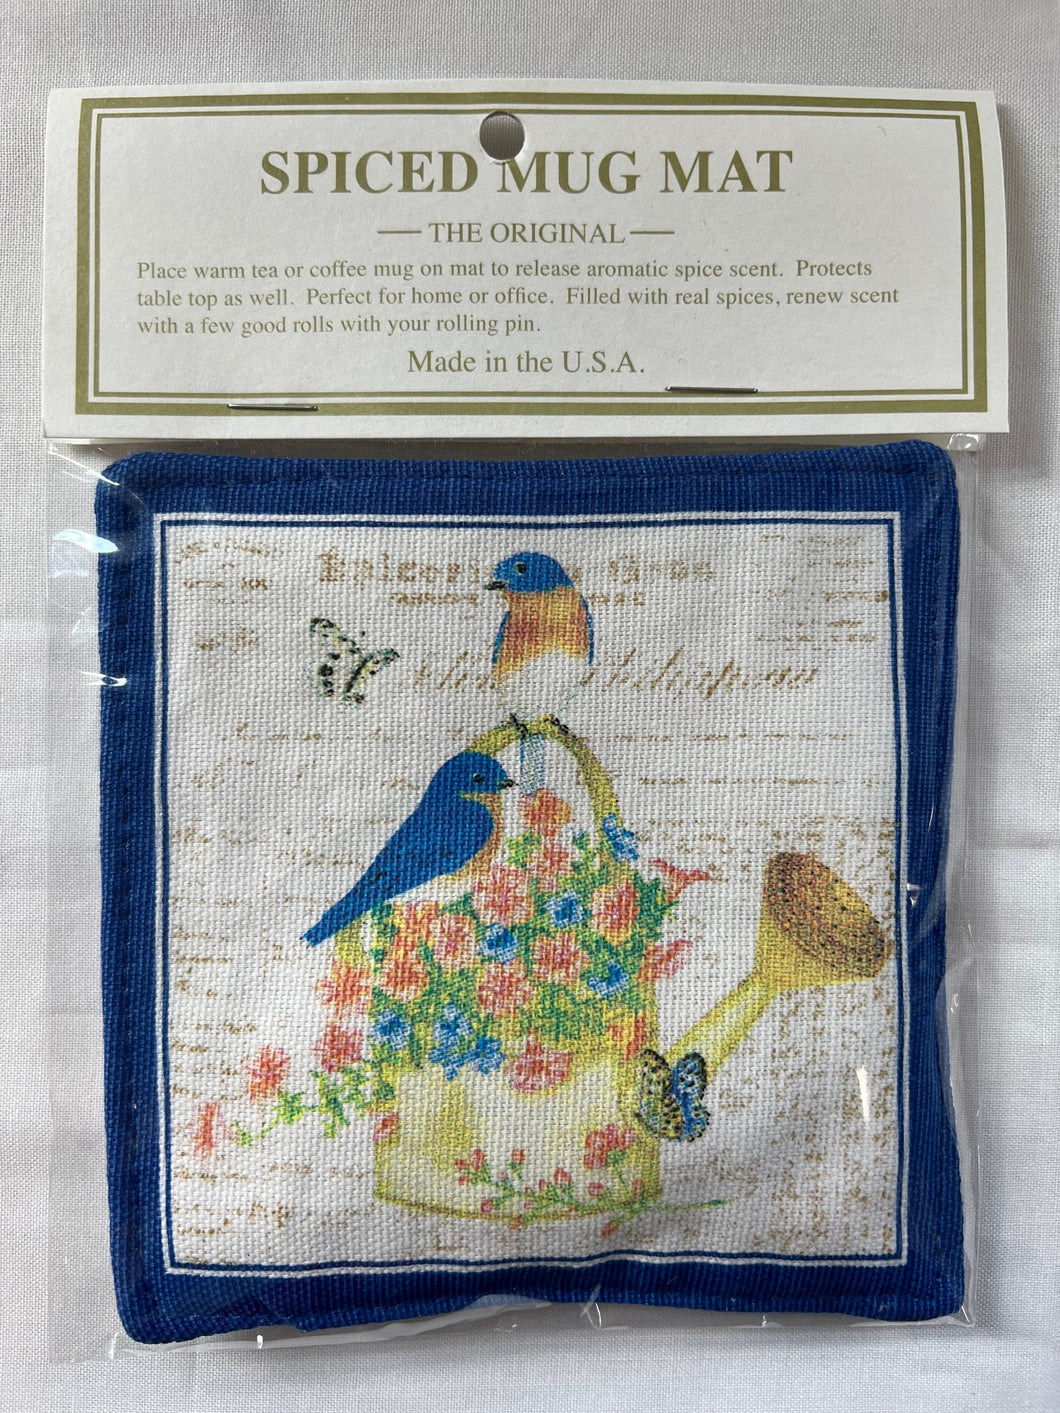 SPICED MUG MAT
THE ORIGINAL
Place warm tea or coffee mug on mat to release aromatic spice scent. Protects
table top as well. Perfect for home or office. Filled with real spices, renew scent
with a few good rolls with your rolling pin.
Made in the U.S.A.